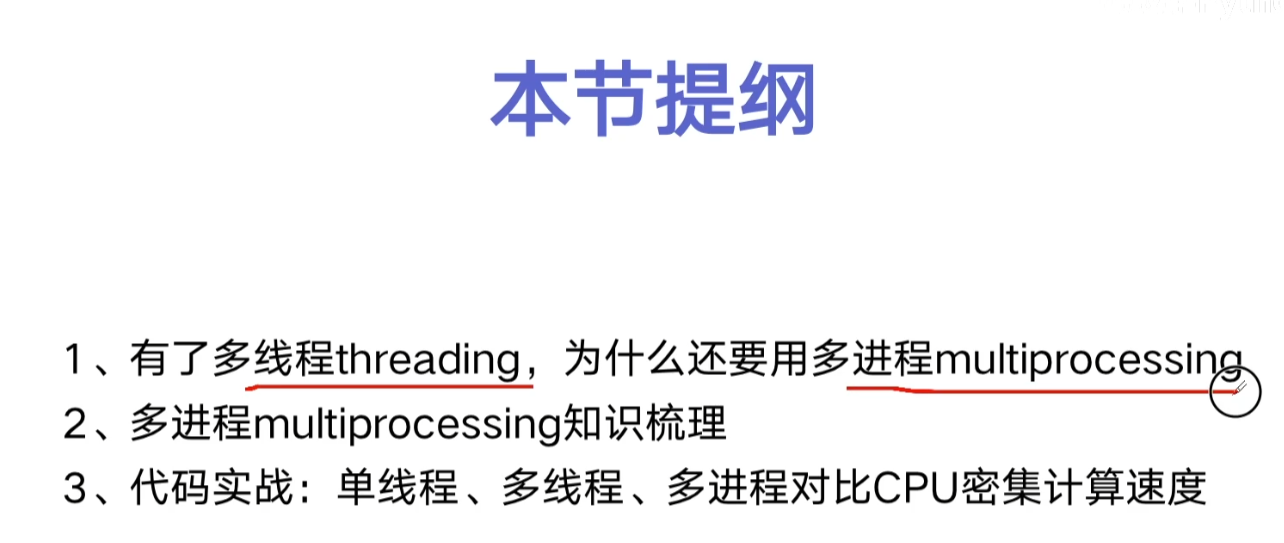 本节提纲
1、有了多线程threading，为什么还要用多进程multiprocessing
2、多进程multiprocessing知识梳理
3、代码实战：单线程、多线程、多进程对比CPU密集计算速度